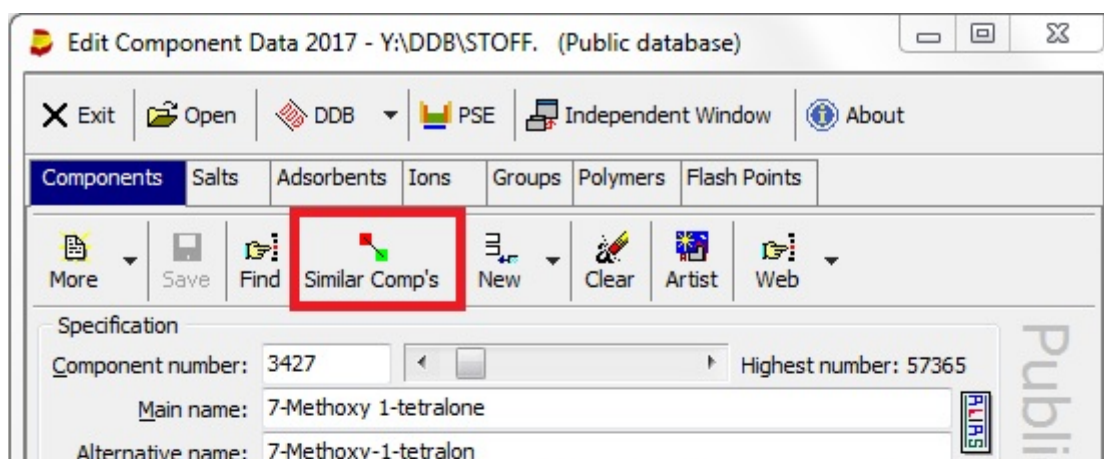 Edit Component Data 2017 - Y:\DDB\STOFF. (Public database)
Exit Open DDB PSE Independent Window About
Components Salts Adsorbents Ions Groups Polymers Flash Points
More Save Find Similar Comp's New Clear Artist Web
Specification
Component number: 3427 Highest number: 57365
Main name: 7-Methoxy 1-tetralone
ALIAS
Alternative name: 7-Methoxy-1-tetralon
Publi